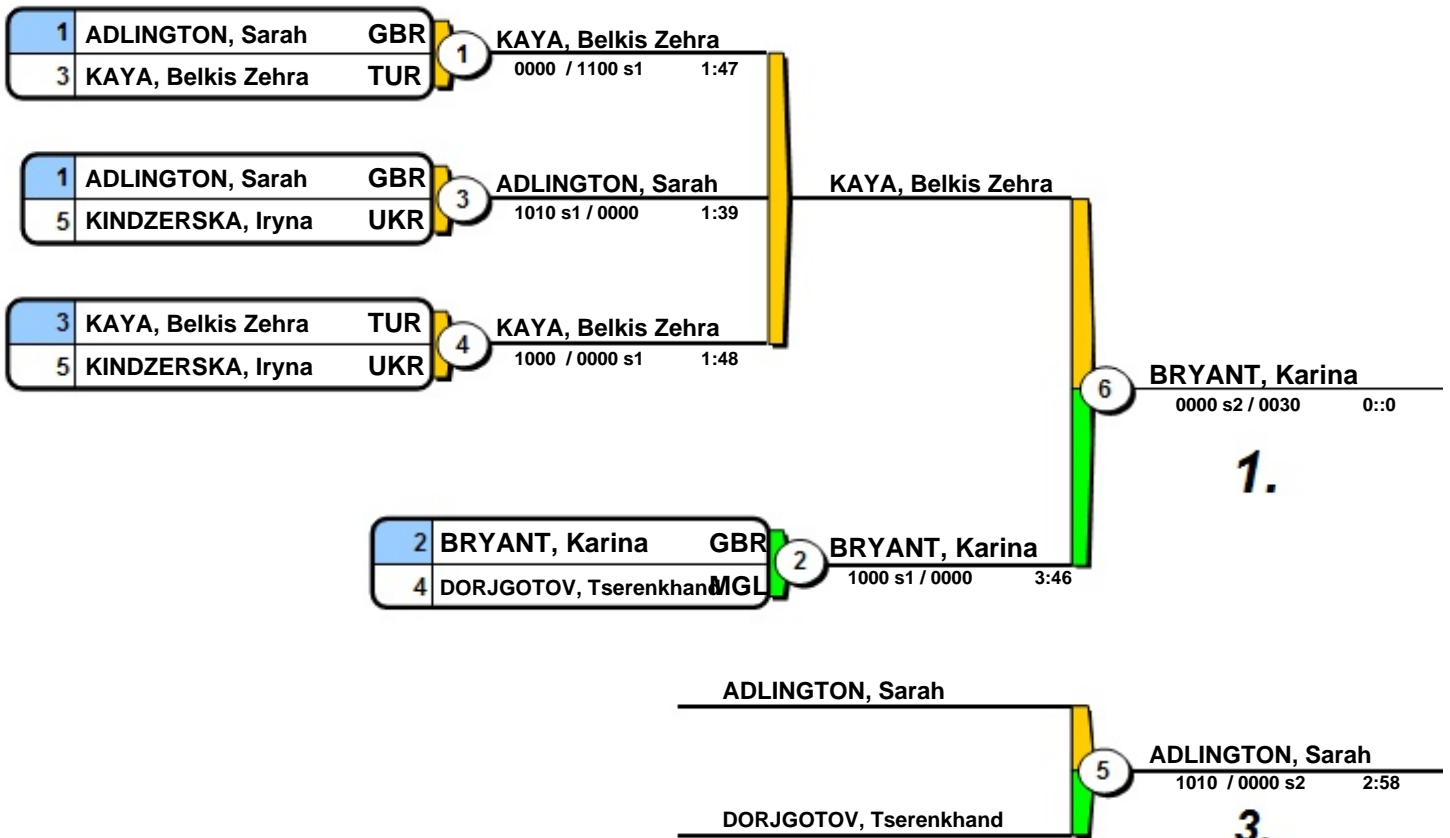 1 ADLINGTON, Sarah GBR
3 KAYA, Belkis Zehra TUR
1
KAYA, Belkis Zehra
0000 / 1100 s1 1:47
1 ADLINGTON, Sarah GBR
5 KINDZERSKA, Iryna UKR
3
ADLINGTON, Sarah
1010 s1 / 0000 1:39
KAYA, Belkis Zehra
3 KAYA, Belkis Zehra TUR
5 KINDZERSKA, Iryna UKR
4
KAYA, Belkis Zehra
1000 / 0000 s1 1:48
6
BRYANT, Karina
0000 s2 / 0030 0::0
1.
2 BRYANT, Karina GBR
4 DORJGOTOV, Tserenkhand MGL
2
BRYANT, Karina
1000 s1 / 0000 3:46
ADLINGTON, Sarah
5
ADLINGTON, Sarah
1010 / 0000 s2 2:58
DORJGOTOV, Tserenkhand
3.